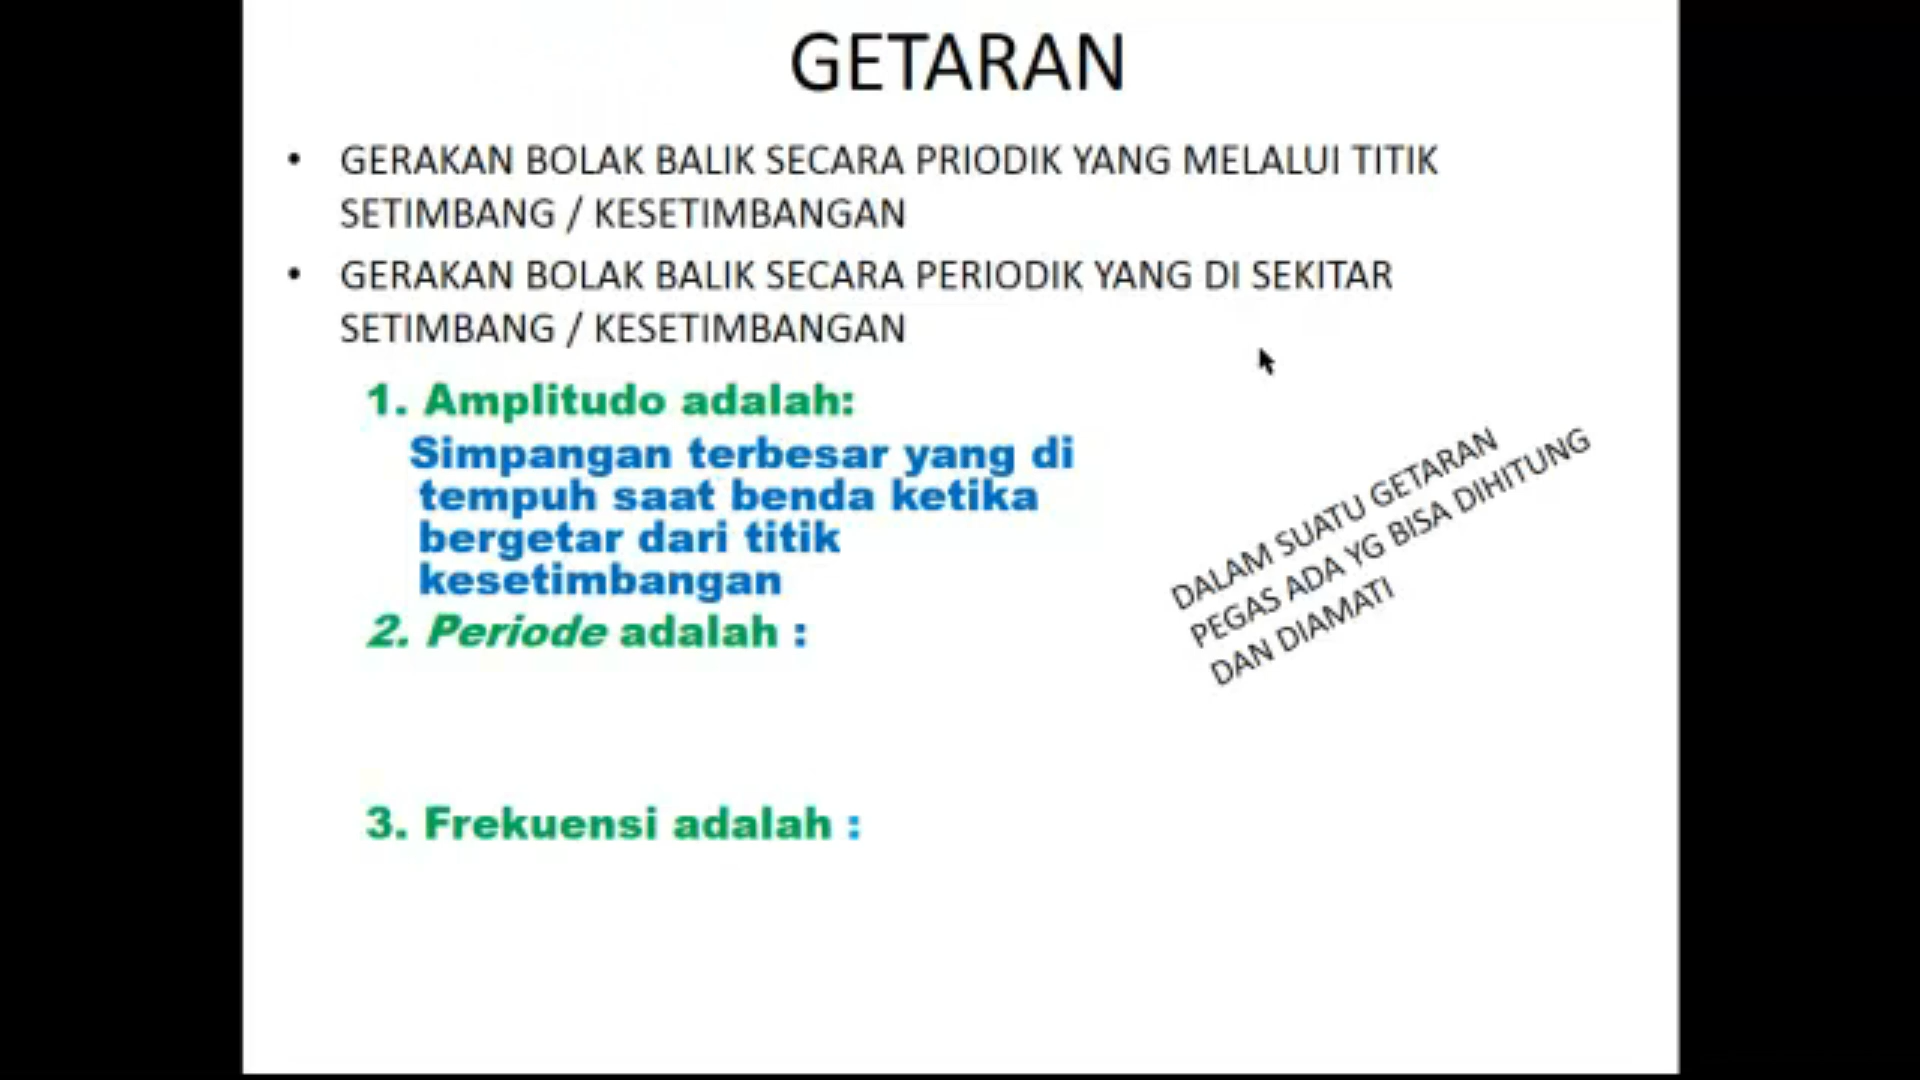 GETARAN
• GERAKAN BOLAK BALIK SECARA PRIODIK YANG MELALUI TITIK
SETIMBANG / KESETIMBANGAN
• GERAKAN BOLAK BALIK SECARA PERIODIK YANG DI SEKITAR
SETIMBANG / KESETIMBANGAN
1. Amplitudo adalah:
Simpangan terbesar yang di
tempuh saat benda ketika
bergetar dari titik
kesetimbangan
2. Periode adalah :
3. Frekuensi adalah :
DALAM SUATU GETARAN
PEGAS ADA YG BISA DIHITUNG
DAN DIAMATI